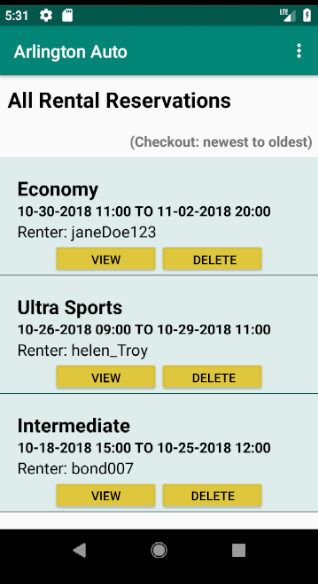 5:31
LTE
Arlington Auto
All Rental Reservations
(Checkout: newest to oldest)
Economy
10-30-2018 11:00 TO 11-02-2018 20:00
Renter: janeDoe123
VIEW DELETE
Ultra Sports
10-26-2018 09:00 TO 10-29-2018 11:00
Renter: helen_Troy
VIEW DELETE
Intermediate
10-18-2018 15:00 TO 10-25-2018 12:00
Renter: bond007
VIEW DELETE